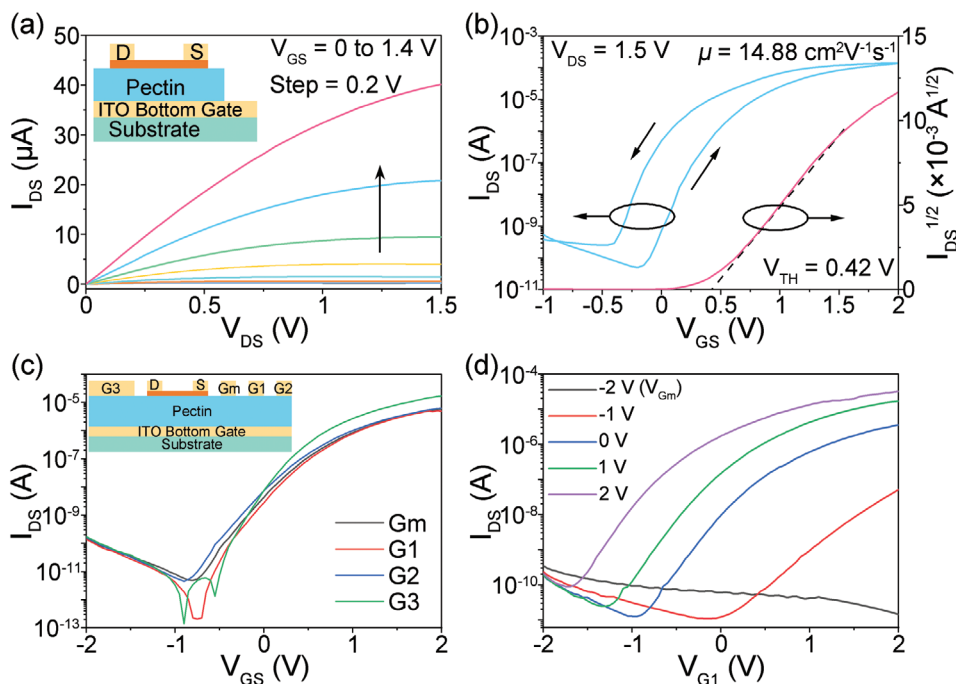 (a)
50
40
30
20
10
0
I_DS (µA)
D S
Pectin
ITO Bottom Gate
Substrate
V_GS = 0 to 1.4 V
Step = 0.2 V
0 0.5 1 1.5
V_DS (V)
(b)
10^-3
10^-5
10^-7
10^-9
10^-11
I_DS (A)
V_DS = 1.5 V
µ = 14.88 cm²V⁻¹s⁻¹
V_TH = 0.42 V
15
10
5
0
I_DS^1/2 (×10^-3 A^1/2)
-1 -0.5 0 0.5 1 1.5 2
V_GS (V)
(c)
10^-5
10^-7
10^-9
10^-11
10^-13
I_DS (A)
G3 D S Gm G1 G2
Pectin
ITO Bottom Gate
Substrate
Gm
G1
G2
G3
-2 -1 0 1 2
V_GS (V)
(d)
10^-4
10^-6
10^-8
10^-10
I_DS (A)
-2 V (V_Gm)
-1 V
0 V
1 V
2 V
-2 -1 0 1 2
V_G1 (V)